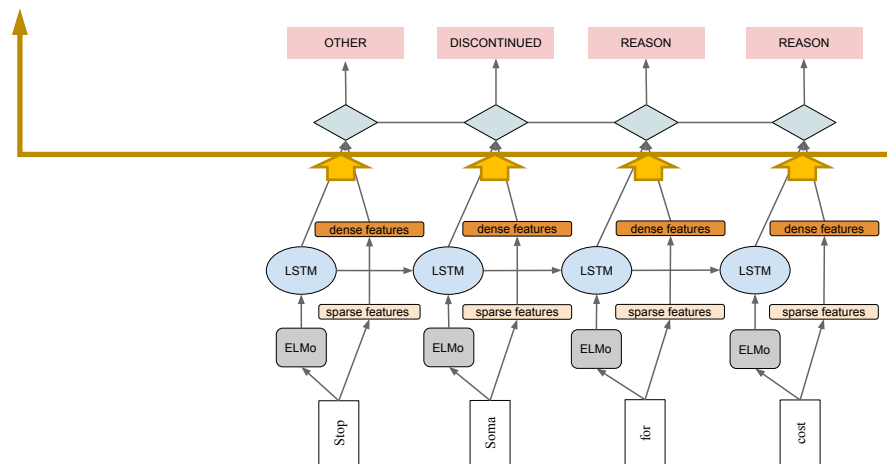 OTHER DISCONTINUED REASON REASON
dense features dense features dense features dense features
LSTM LSTM LSTM LSTM
sparse features sparse features sparse features sparse features
ELMo ELMo ELMo ELMo
Stop Soma for cost